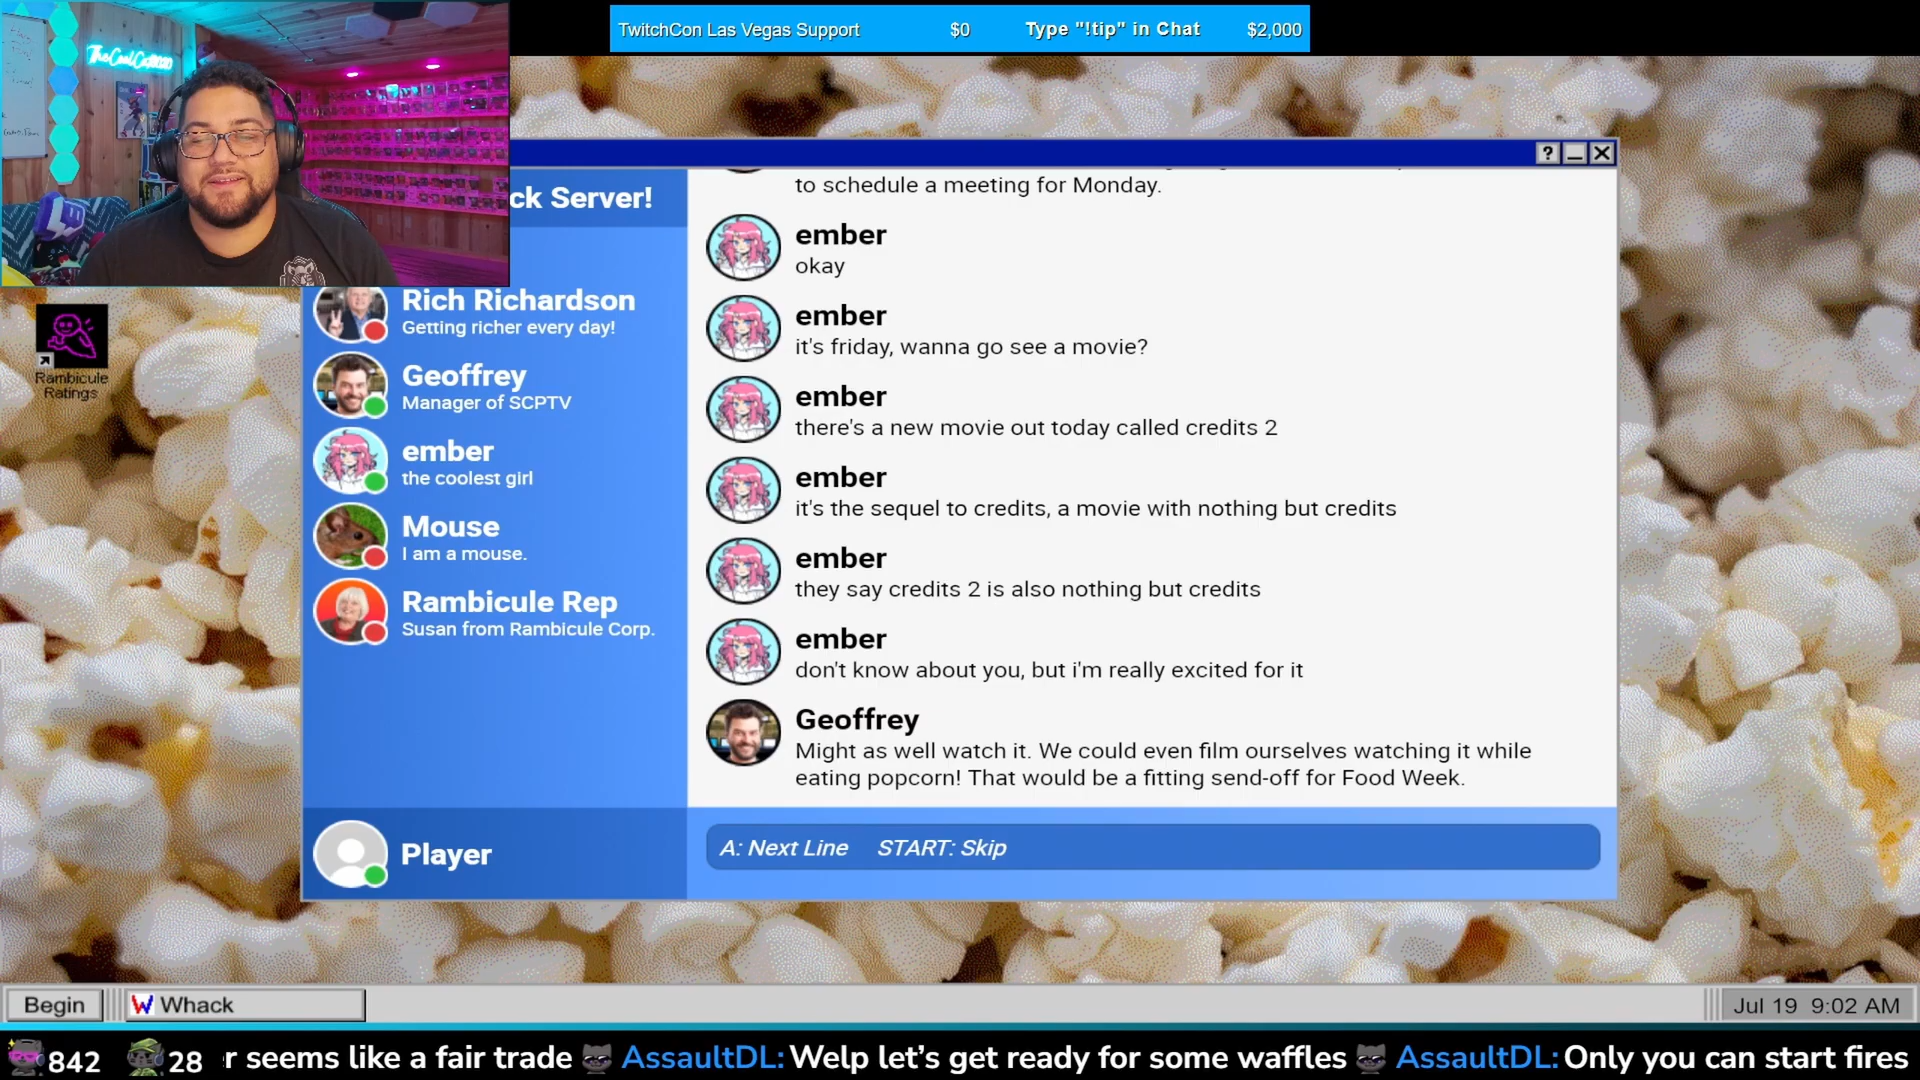 TwitchCon Las Vegas Support $0 Type "!tip" in Chat $2,000
TheCoolCat1020
ck Server!
to schedule a meeting for Monday.
ember
okay
Rich Richardson
Getting richer every day!
ember
it's friday, wanna go see a movie?
Rambicule
Ratings
Geoffrey
Manager of SCPTV
ember
there's a new movie out today called credits 2
ember
the coolest girl
ember
it's the sequel to credits, a movie with nothing but credits
Mouse
I am a mouse.
ember
they say credits 2 is also nothing but credits
Rambicule Rep
Susan from Rambicule Corp.
ember
don't know about you, but i'm really excited for it
Geoffrey
Might as well watch it. We could even film ourselves watching it while
eating popcorn! That would be a fitting send-off for Food Week.
Player
A: Next Line START: Skip
Begin
W Whack
Jul 19 9:02 AM
842 28 r seems like a fair trade AssaultDL: Welp let's get ready for some waffles AssaultDL: Only you can start fires